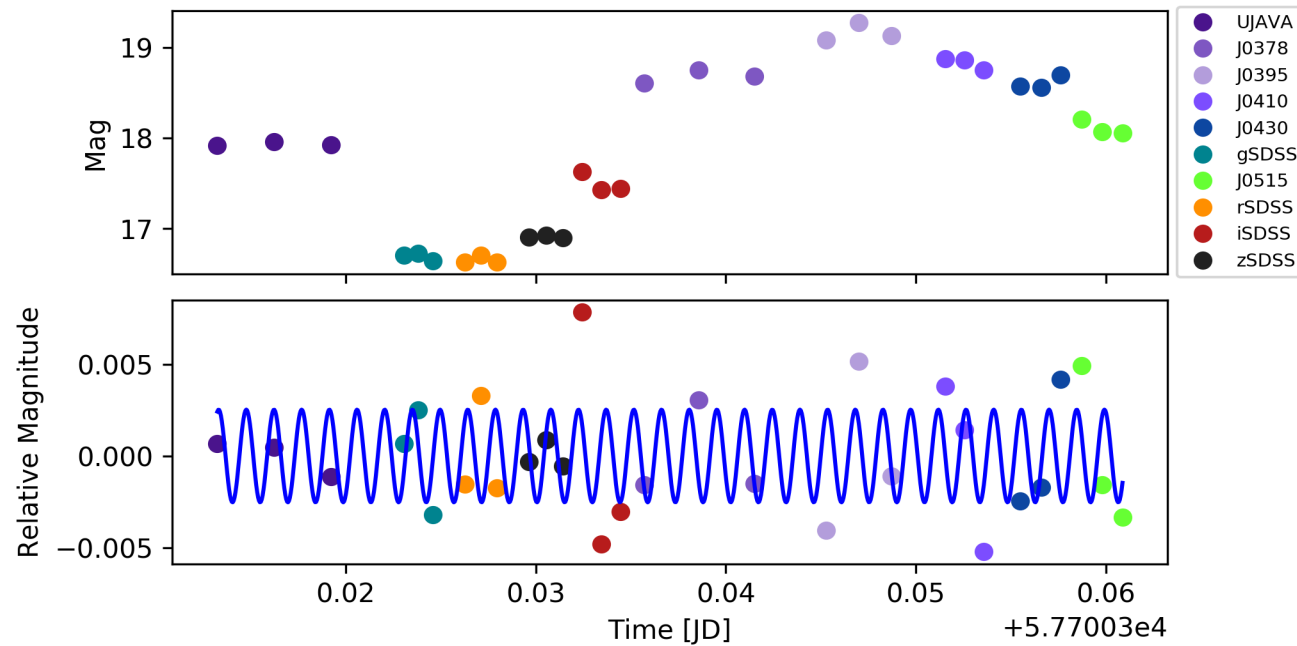 Mag
19
18
17
UJAVA
J0378
J0395
J0410
J0430
gSDSS
J0515
rSDSS
iSDSS
zSDSS
Relative Magnitude
0.005
0.000
−0.005
0.02 0.03 0.04 0.05 0.06
Time [JD]
+5.77003e4